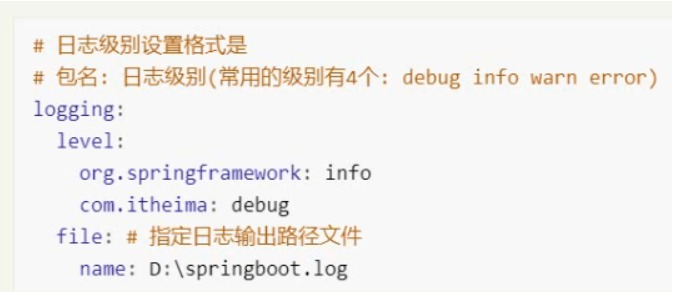 # 日志级别设置格式是
# 包名: 日志级别(常用的级别有4个: debug info warn error)
logging:
  level:
    org.springframework: info
    com.itheima: debug
  file: # 指定日志输出路径文件
    name: D:\springboot.log